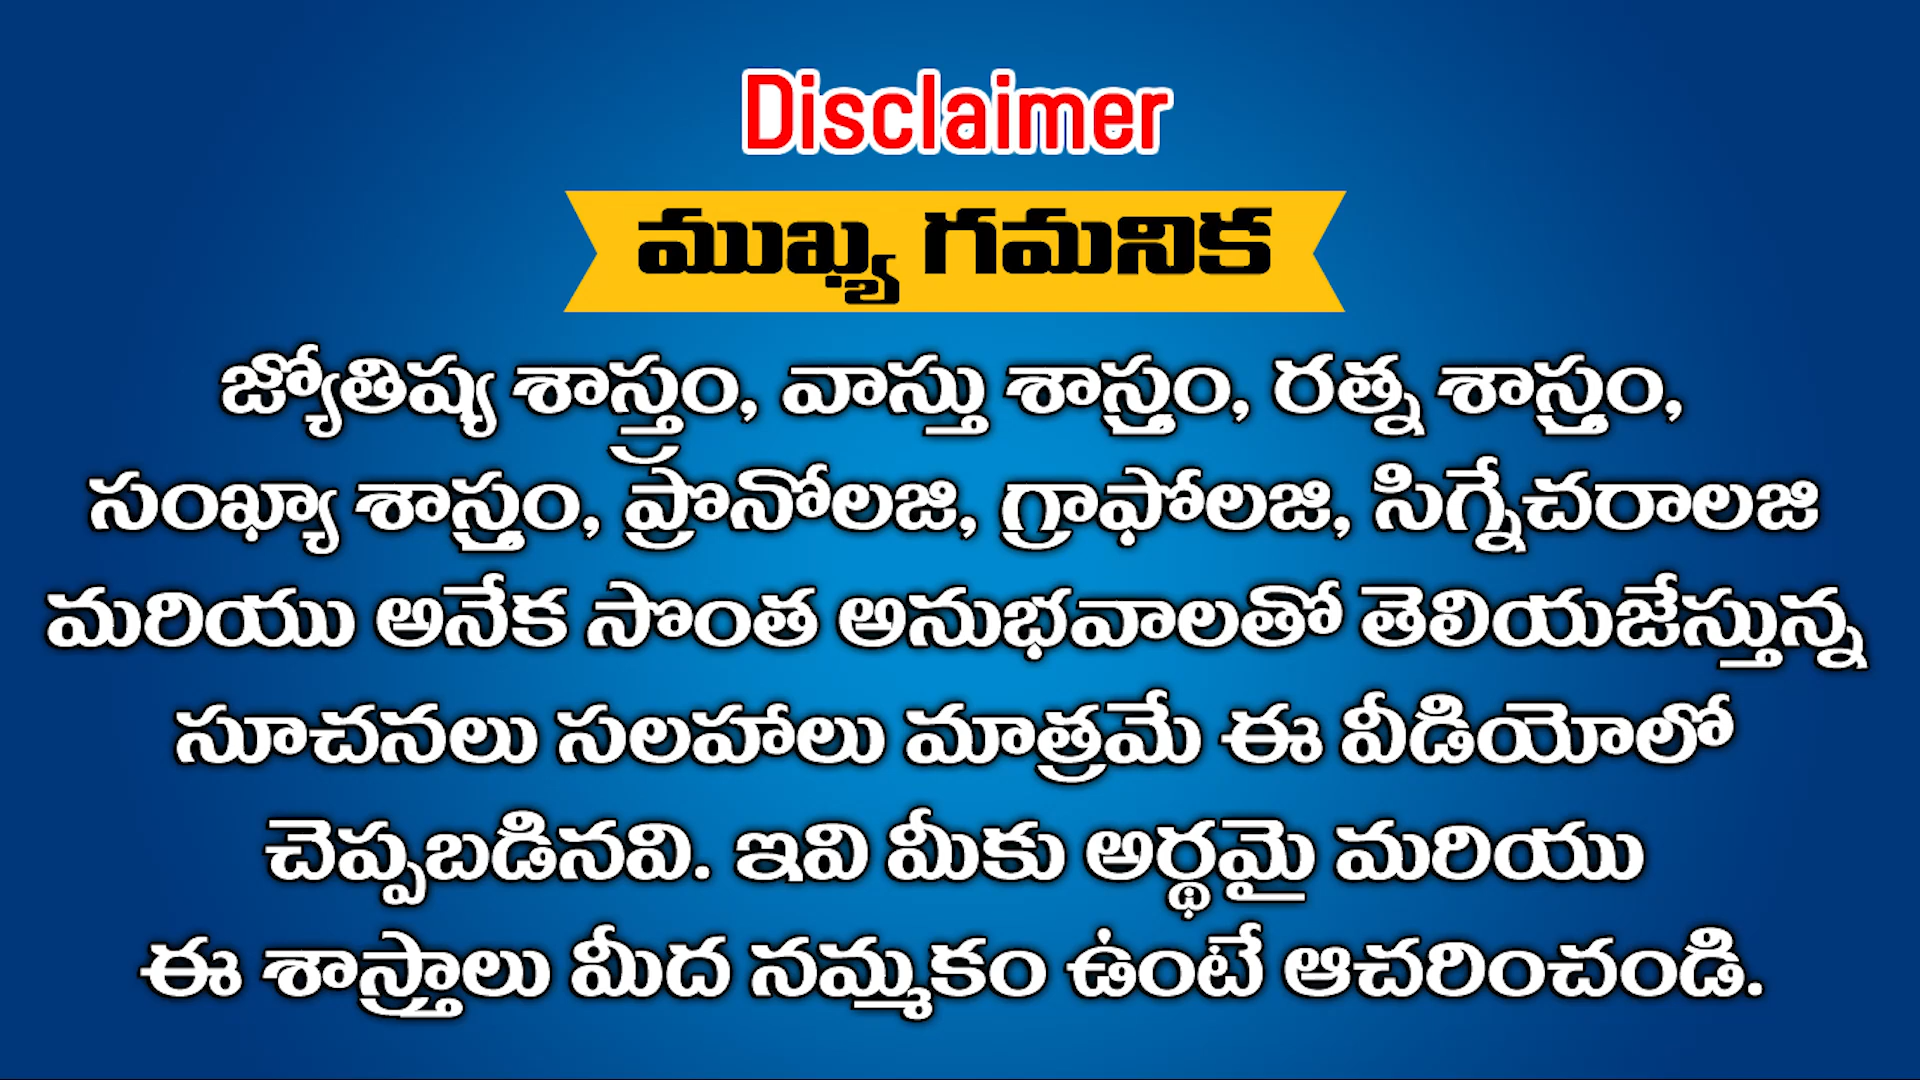 Disclaimer
ముఖ్య గమనిక
జ్యోతిష్య శాస్త్రం, వాస్తు శాస్త్రం, రత్న శాస్త్రం,
సంఖ్యా శాస్త్రం, ప్రొనోలజి, గ్రాఫోలజి, సిగ్నేచరాలజి
మరియు అనేక సొంత అనుభవాలతో తెలియజేస్తున్న
సూచనలు సలహాలు మాత్రమే ఈ వీడియోలో
చెప్పబడినవి. ఇవి మీకు అర్థమై మరియు
ఈ శాస్త్రాలు మీద నమ్మకం ఉంటే ఆచరించండి.